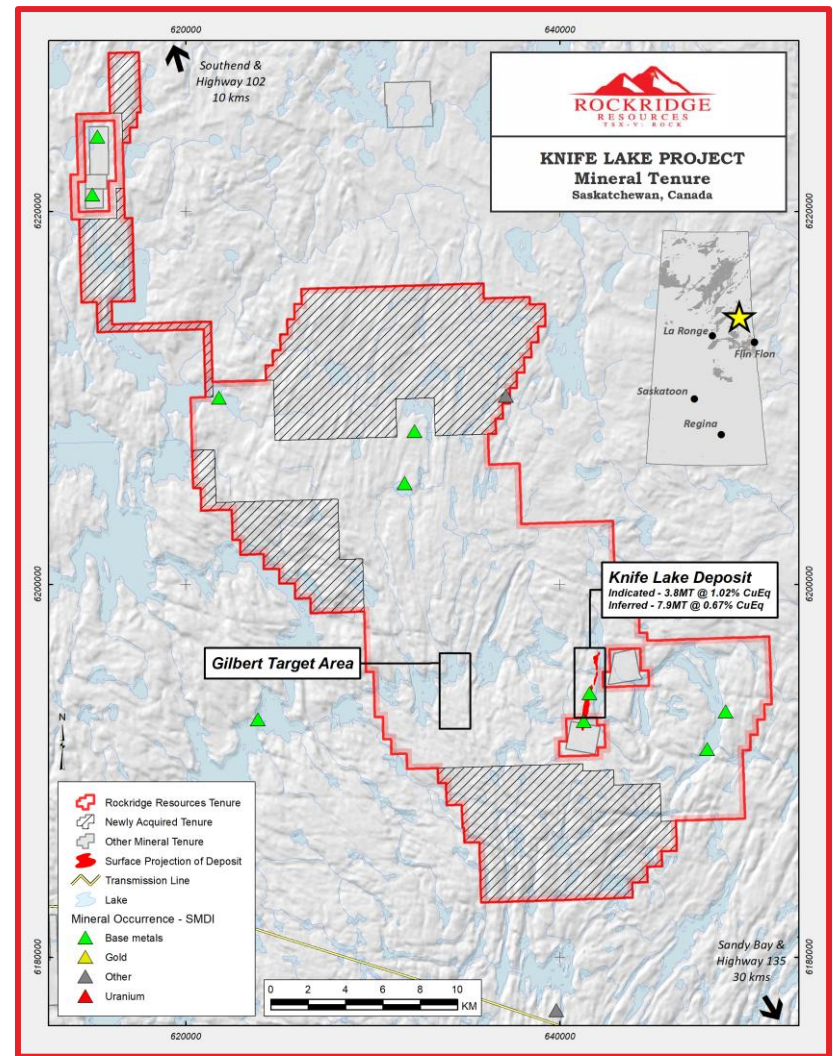 620000
640000
Southend &
Highway 102
10 kms
ROCKRIDGE
RESOURCES
TSX-V: ROCK
KNIFE LAKE PROJECT
Mineral Tenure
Saskatchewan, Canada
6220000
6220000
La Ronge
Flin Flon
Saskatoon
Regina
6200000
6200000
Knife Lake Deposit
Indicated - 3.8MT @ 1.02% CuEq
Inferred - 7.9MT @ 0.67% CuEq
Gilbert Target Area
N
Rockridge Resources Tenure
Newly Acquired Tenure
Other Mineral Tenure
Surface Projection of Deposit
Transmission Line
Lake
Mineral Occurrence - SMDI
Base metals
Gold
Other
Uranium
Sandy Bay &
Highway 135
30 kms
6180000
6180000
0 2 4 6 8 10
KM
620000
640000